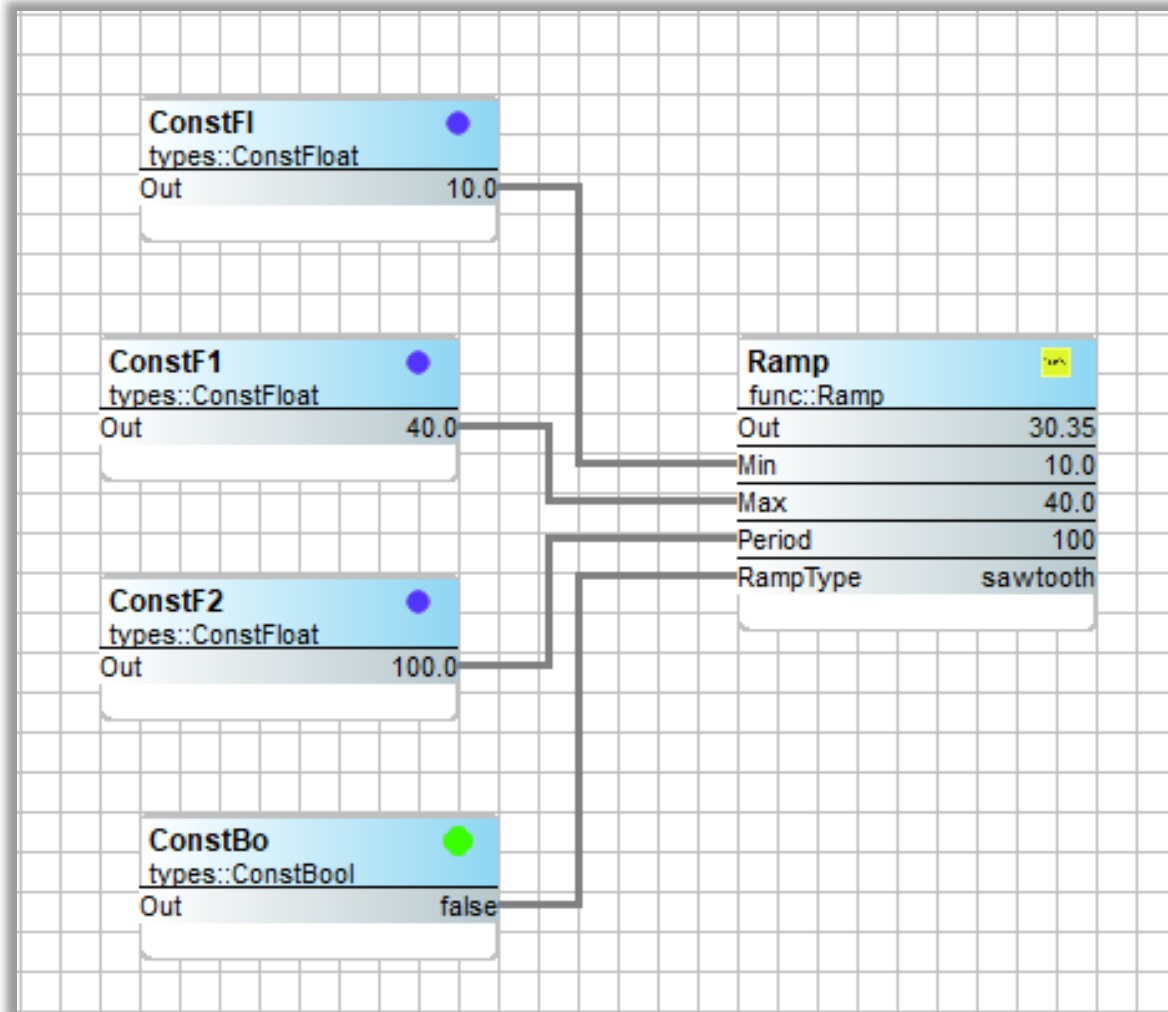 ConstFl
types::ConstFloat
Out 10.0
ConstF1
types::ConstFloat
Out 40.0
Ramp
func::Ramp
Out 30.35
Min 10.0
Max 40.0
Period 100
RampType sawtooth
ConstF2
types::ConstFloat
Out 100.0
ConstBo
types::ConstBool
Out false